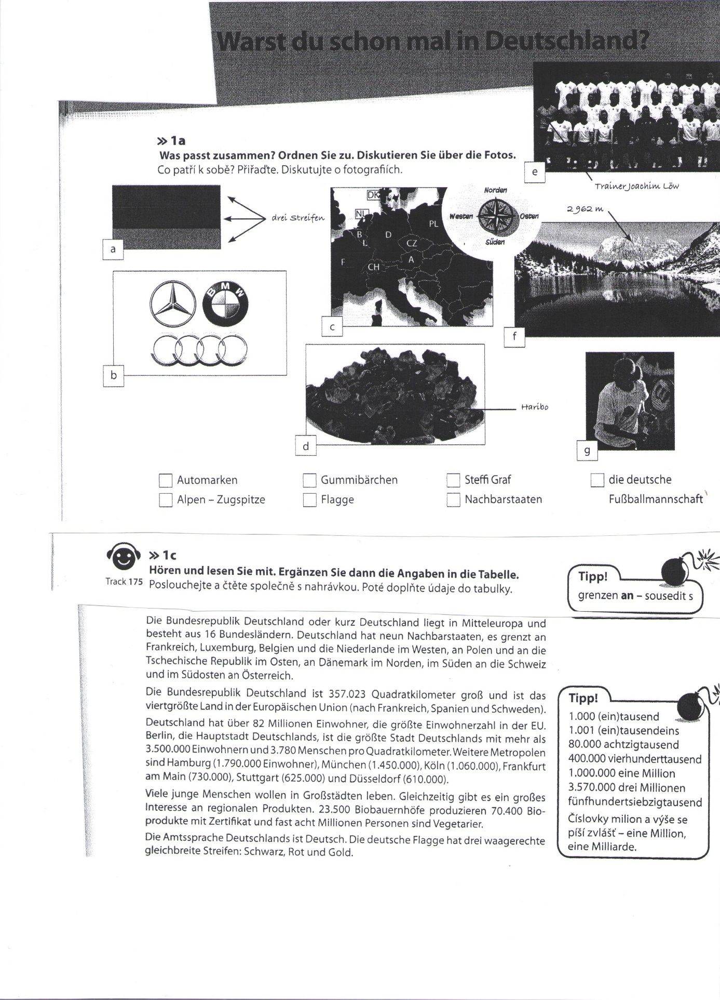 Warst du schon mal in Deutschland?
» 1a
Was passt zusammen? Ordnen Sie zu. Diskutieren Sie über die Fotos.
Co patří k sobě? Přiřaďte. Diskutujte o fotografiích.
e
Trainer Joachim Löw
drei Streifen
a
DK
NL
B
L
D
PL
CZ
F
CH
A
Norden
Westen
Osten
Süden
c
2962 m
f
BMW
b
Haribo
d
g
Automarken
Gummibärchen
Steffi Graf
die deutsche
Alpen – Zugspitze
Flagge
Nachbarstaaten
Fußballmannschaft
» 1c
Hören und lesen Sie mit. Ergänzen Sie dann die Angaben in die Tabelle.
Track 175
Poslouchejte a čtěte společně s nahrávkou. Poté doplňte údaje do tabulky.
Tipp!
grenzen an – sousedit s
Die Bundesrepublik Deutschland oder kurz Deutschland liegt in Mitteleuropa und
besteht aus 16 Bundesländern. Deutschland hat neun Nachbarstaaten, es grenzt an
Frankreich, Luxemburg, Belgien und die Niederlande im Westen, an Polen und an die
Tschechische Republik im Osten, an Dänemark im Norden, im Süden an die Schweiz
und im Südosten an Österreich.
Die Bundesrepublik Deutschland ist 357.023 Quadratkilometer groß und ist das
viertgrößte Land in der Europäischen Union (nach Frankreich, Spanien und Schweden).
Deutschland hat über 82 Millionen Einwohner, die größte Einwohnerzahl in der EU.
Berlin, die Hauptstadt Deutschlands, ist die größte Stadt Deutschlands mit mehr als
3.500.000 Einwohnern und 3.780 Menschen pro Quadratkilometer. Weitere Metropolen
sind Hamburg (1.790.000 Einwohner), München (1.450.000), Köln (1.060.000), Frankfurt
am Main (730.000), Stuttgart (625.000) und Düsseldorf (610.000).
Viele junge Menschen wollen in Großstädten leben. Gleichzeitig gibt es ein großes
Interesse an regionalen Produkten. 23.500 Biobauernhöfe produzieren 70.400 Bio-
produkte mit Zertifikat und fast acht Millionen Personen sind Vegetarier.
Die Amtssprache Deutschlands ist Deutsch. Die deutsche Flagge hat drei waagerechte
gleichbreite Streifen: Schwarz, Rot und Gold.
Tipp!
1.000 (ein)tausend
1.001 (ein)tausendeins
80.000 achtzigtausend
400.000 vierhunderttausend
1.000.000 eine Million
3.570.000 drei Millionen
fünfhundertsiebzigtausend
Číslovky milion a výše se
píší zvlášť – eine Million,
eine Milliarde.